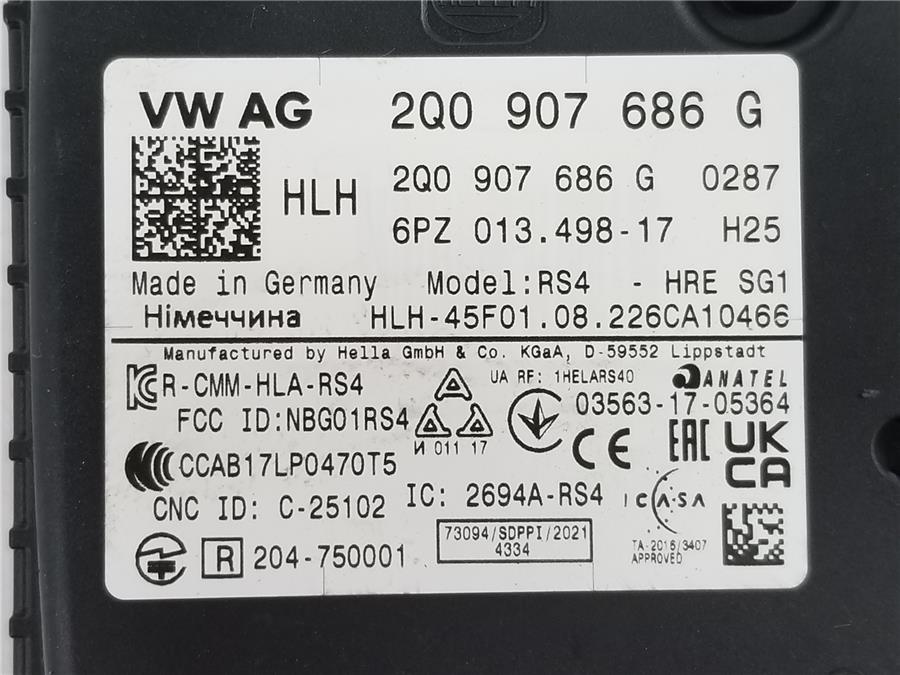 HELLA
VW AG 2Q0 907 686 G
HLH 2Q0 907 686 G 0287
6PZ 013.498-17 H25
Made in Germany Model:RS4 - HRE SG1
Німеччина HLH-45F01.08.226CA10466
Manufactured by Hella GmbH & Co. KGaA, D-59552 Lippstadt
R-CMM-HLA-RS4 UA RF: 1HELARS40 ANATEL
FCC ID:NBG01RS4 03563-17-05364
И 011 17 CE EAC UK CA
CCAB17LP0470T5
CNC ID: C-25102 IC: 2694A-RS4 ICASA
R 204-750001 73094/SDPPI/2021
4334
TA-2016/3407
APPROVED